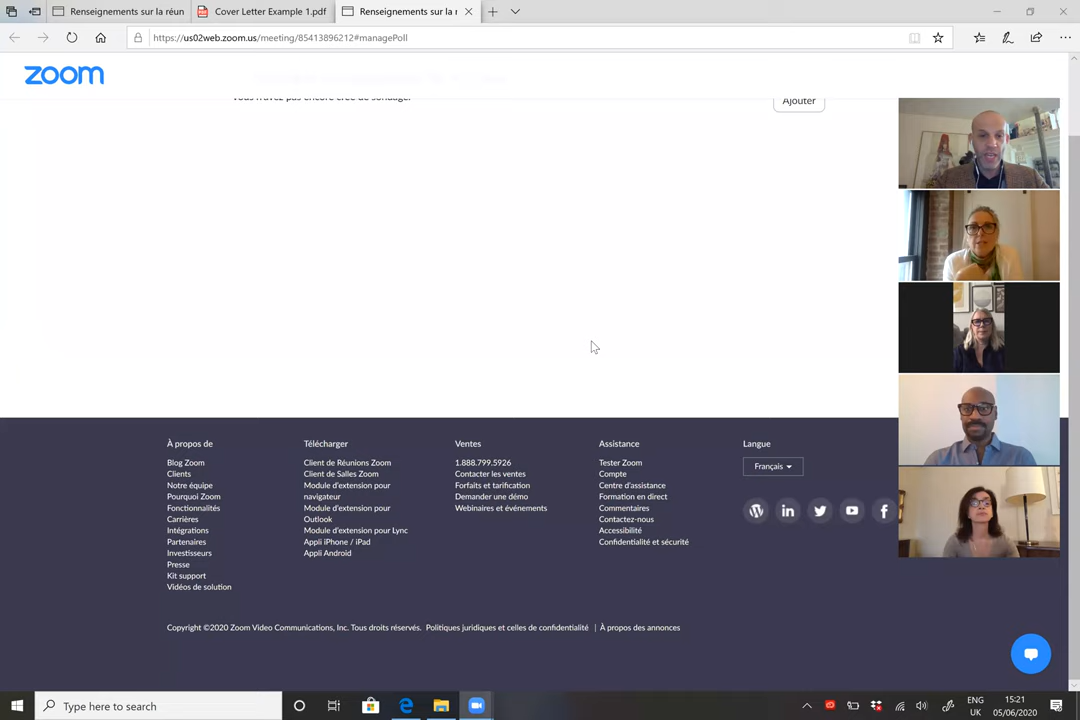 Renseignements sur la réun
Cover Letter Example 1.pdf
Renseignements sur la r
https://us02web.zoom.us/meeting/85413896212#managePoll
zoom
Ajouter
À propos de
Blog Zoom
Clients
Notre équipe
Pourquoi Zoom
Fonctionnalités
Carrières
Intégrations
Partenaires
Investisseurs
Presse
Kit support
Vidéos de solution
Télécharger
Client de Réunions Zoom
Client de Salles Zoom
Module d'extension pour
navigateur
Module d'extension pour
Outlook
Module d'extension pour Lync
Appli iPhone / iPad
Appli Android
Ventes
1.888.799.5926
Contacter les ventes
Forfaits et tarification
Demander une démo
Webinaires et événements
Assistance
Tester Zoom
Compte
Centre d'assistance
Formation en direct
Commentaires
Contactez-nous
Accessibilité
Confidentialité et sécurité
Langue
Français
Copyright ©2020 Zoom Video Communications, Inc. Tous droits réservés. Politiques juridiques et celles de confidentialité | À propos des annonces
Type here to search
ENG
UK
15:21
05/06/2020